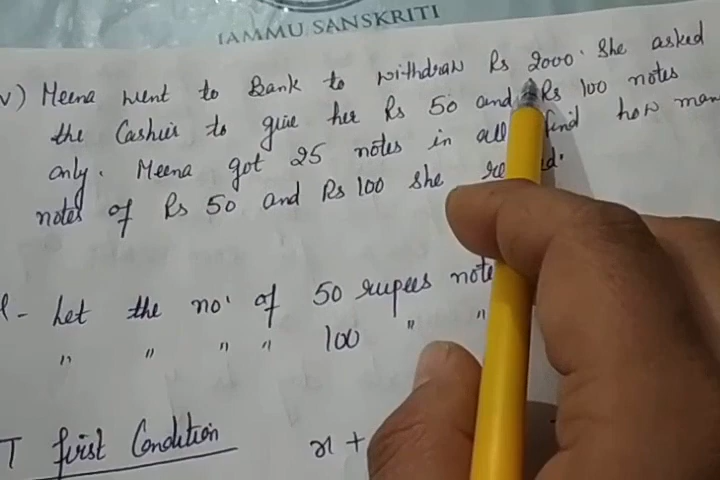 JAMMU SANSKRITI
v) Meena went to Bank to withdraw Rs 2000. She asked
the Cashier to give her Rs 50 and Rs 100 notes
only. Meena got 25 notes in all find how
notes of Rs 50 and Rs 100 she
Let the no. of 50 rupees note
" " " " 100 " "
first Condition x +